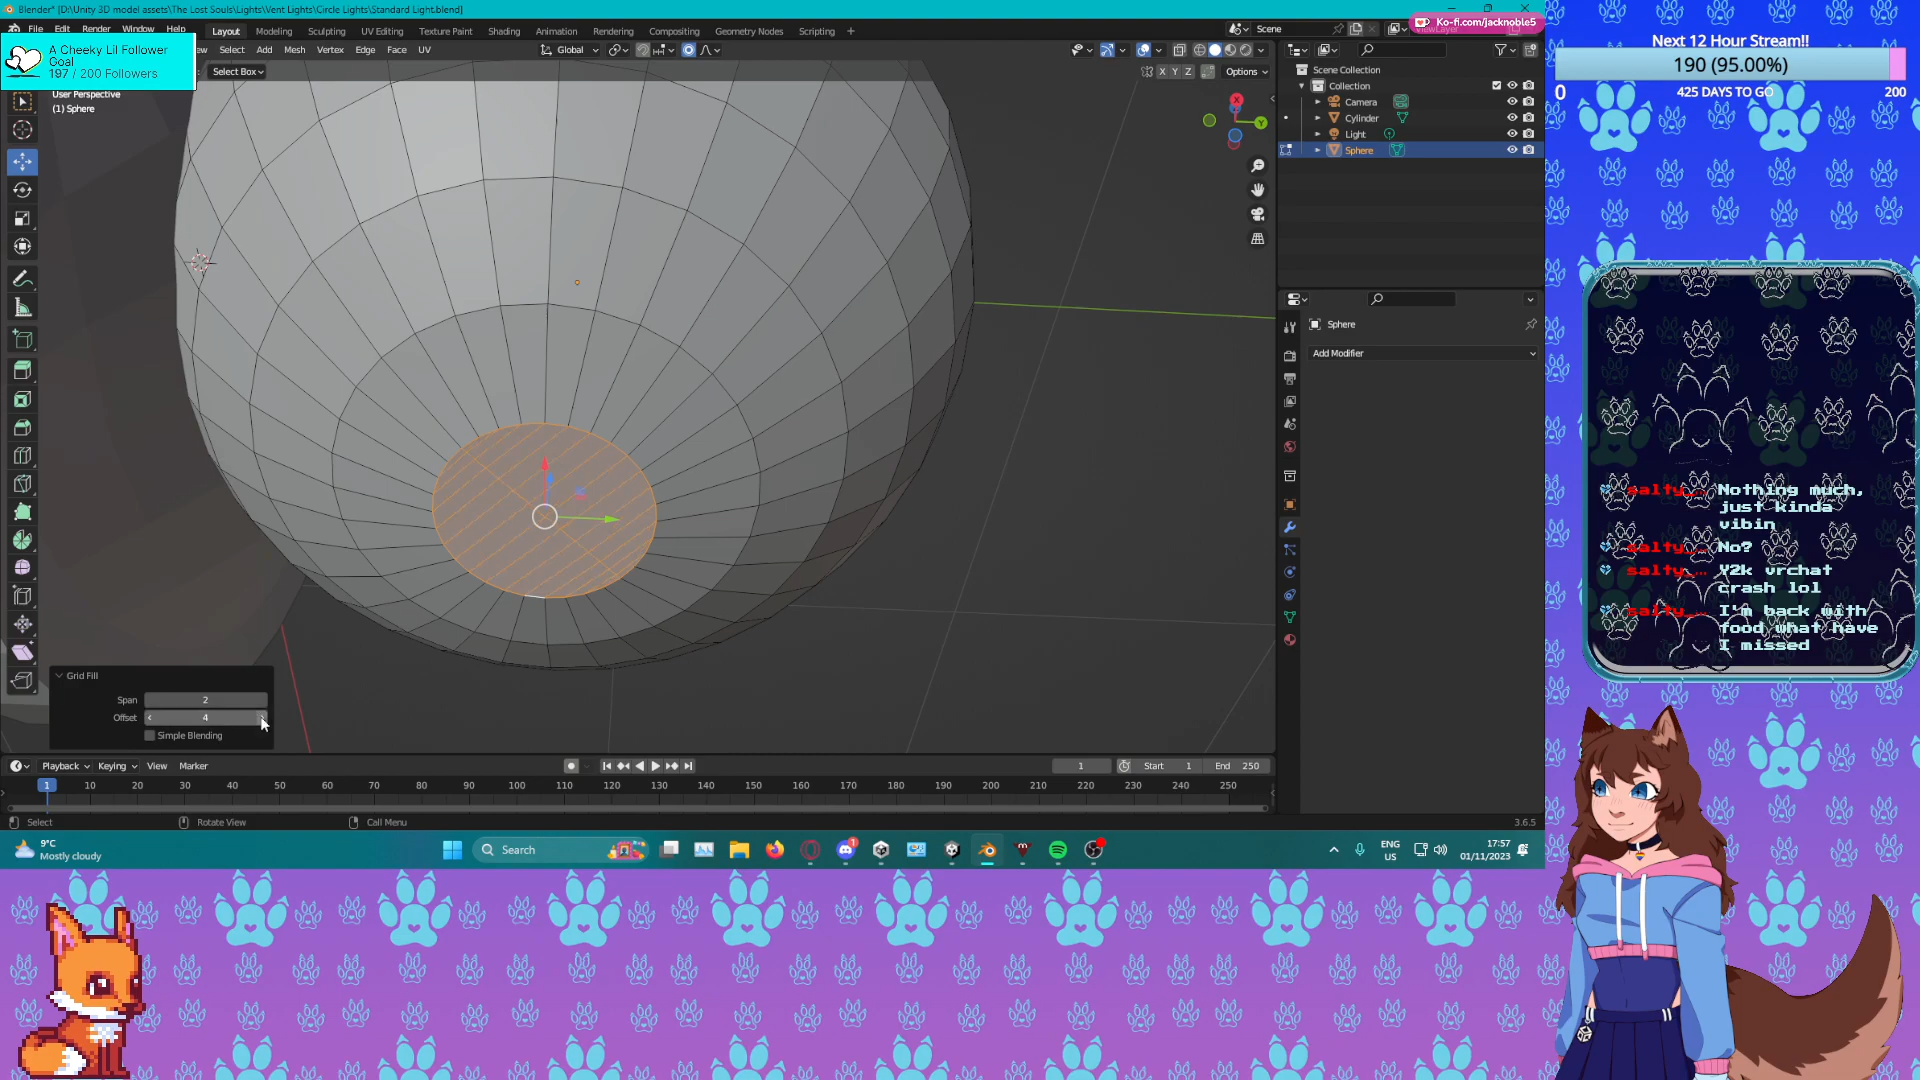 Blender* [D:\Unity 3D model assets\The Lost Souls\Lights\Vent Lights\Circle Lights\Standard Light.blend]
File Edit Render Window Help
Layout Modeling Sculpting UV Editing Texture Paint Shading Animation Rendering Compositing Geometry Nodes Scripting +
Scene
Ko-fi.com/jacknoble5
A Cheeky Lil Follower
Goal
197 / 200 Followers
Select Add Mesh Vertex Edge Face UV
Global
Select Box
X Y Z
Options
User Perspective
(1) Sphere
X
Y
Scene Collection
Collection
Camera
Cylinder
Light
Sphere
Sphere
Add Modifier
Grid Fill
Span 2
Offset 4
Simple Blending
Playback Keying View Marker
1
Start 1
End 250
1 10 20 30 40 50 60 70 80 90 100 110 120 130 140 150 160 170 180 190 200 210 220 230 240 250
Select
Rotate View
Call Menu
3.6.5
9°C
Mostly cloudy
Search
1
ENG
US
17:57
01/11/2023
Next 12 Hour Stream!!
190 (95.00%)
0
425 DAYS TO GO
200
salty_... Nothing much,
just kinda
vibin
salty_... No?
salty_... Y2k vrchat
crash lol
salty_... I'm back with
food what have
I missed